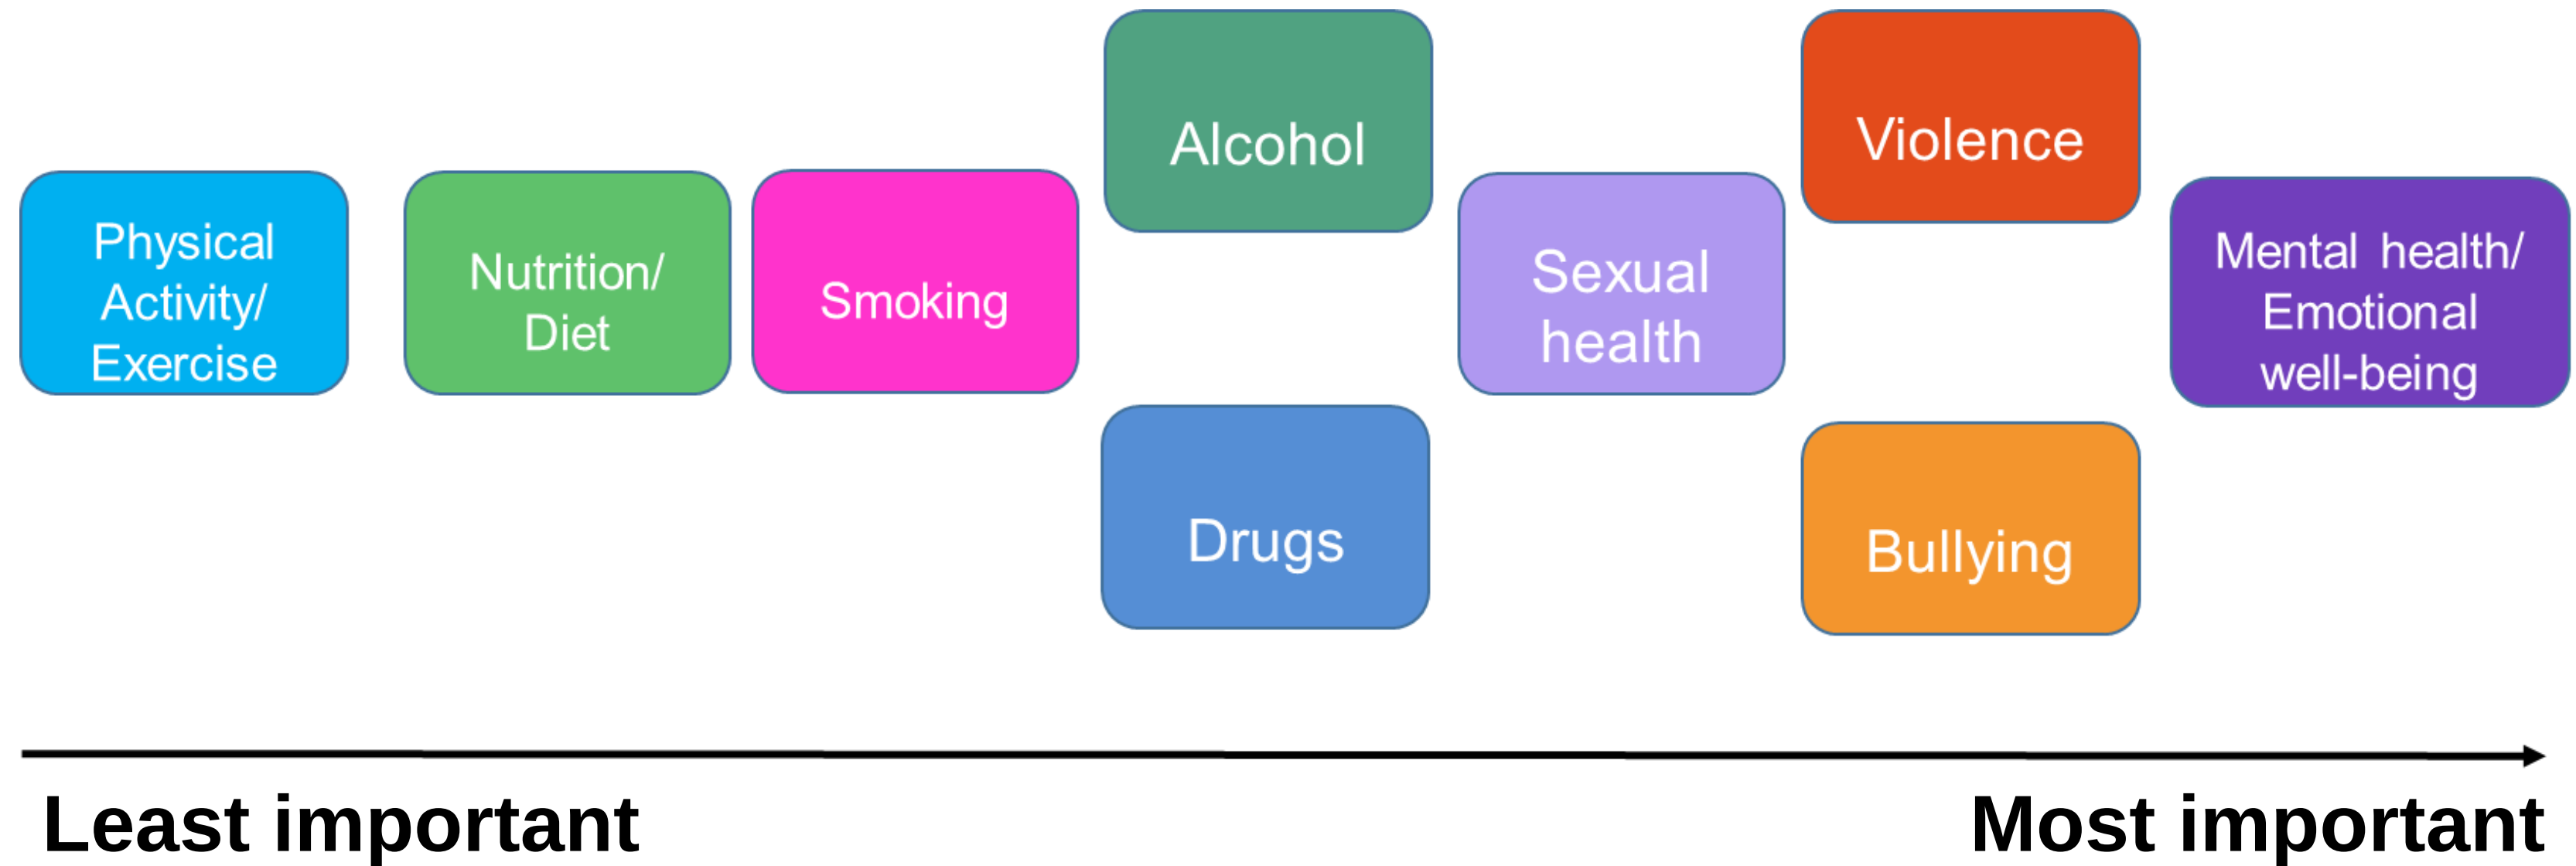 Physical
Activity/
Exercise
Nutrition/
Diet
Smoking
Alcohol
Drugs
Sexual
health
Violence
Bullying
Mental health/
Emotional
well-being
Least important
Most important